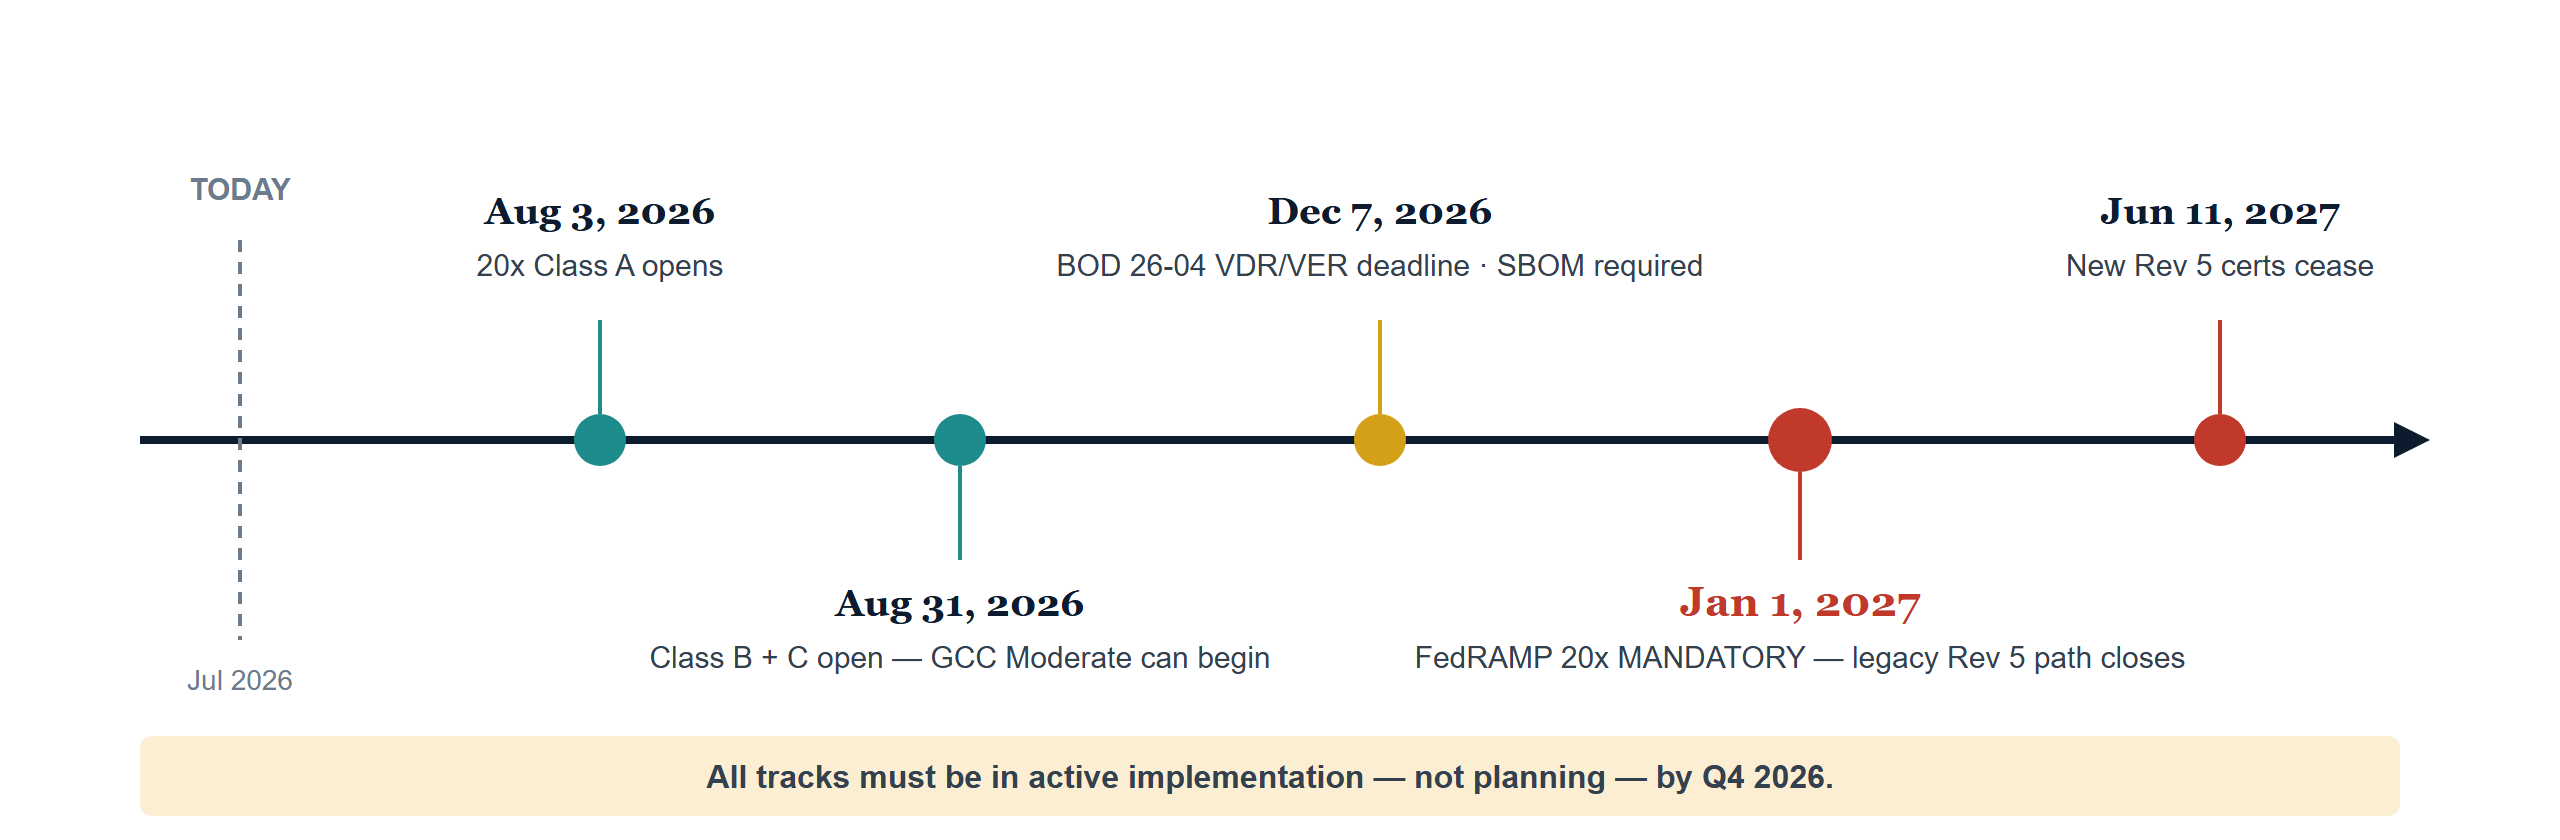 TODAY
Jul 2026
Aug 3, 2026
20x Class A opens
Aug 31, 2026
Class B + C open — GCC Moderate can begin
Dec 7, 2026
BOD 26-04 VDR/VER deadline · SBOM required
Jan 1, 2027
FedRAMP 20x MANDATORY — legacy Rev 5 path closes
Jun 11, 2027
New Rev 5 certs cease
All tracks must be in active implementation — not planning — by Q4 2026.